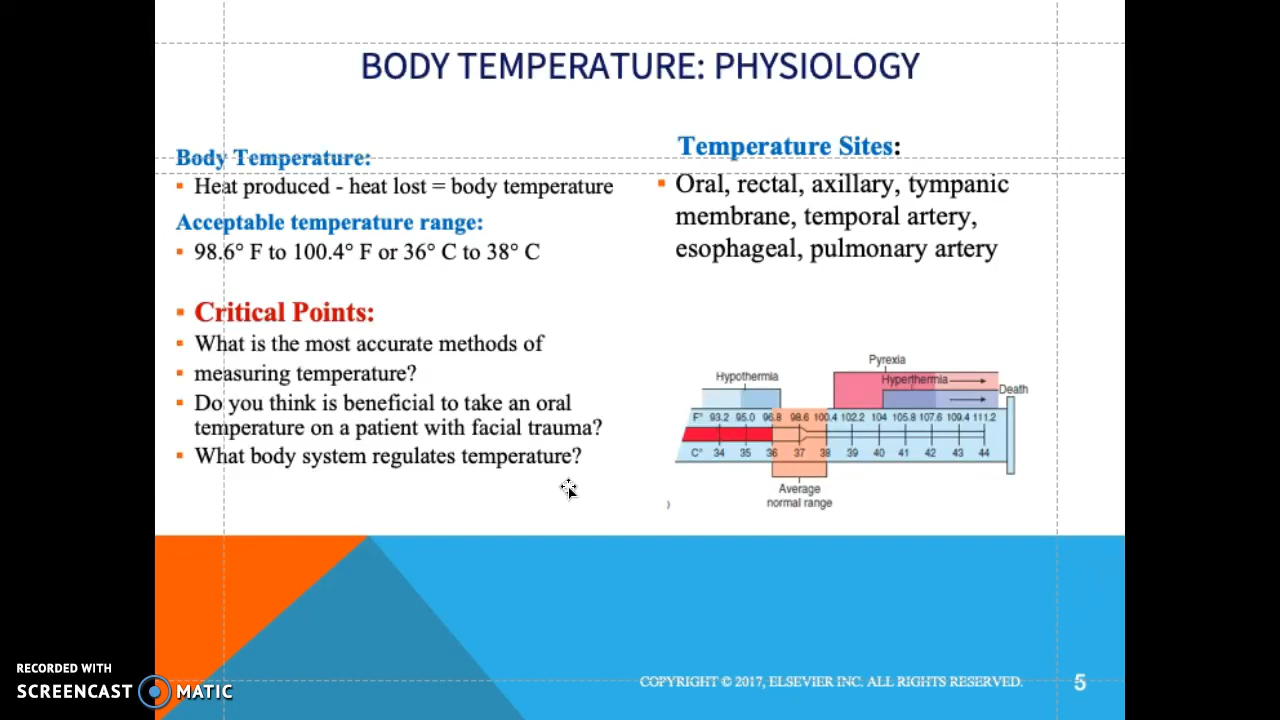 BODY TEMPERATURE: PHYSIOLOGY
Body Temperature:
Heat produced - heat lost = body temperature
Acceptable temperature range:
98.6° F to 100.4° F or 36° C to 38° C
Critical Points:
What is the most accurate methods of
measuring temperature?
Do you think is beneficial to take an oral
temperature on a patient with facial trauma?
What body system regulates temperature?
Temperature Sites:
Oral, rectal, axillary, tympanic
membrane, temporal artery,
esophageal, pulmonary artery
Pyrexia
Hypothermia
Hyperthermia
Death
F° 93.2 95.0 96.8 98.6 100.4 102.2 104 105.8 107.6 109.4 111.2
C° 34 35 36 37 38 39 40 41 42 43 44
Average
normal range
)
RECORDED WITH
SCREENCAST MATIC
COPYRIGHT © 2017, ELSEVIER INC. ALL RIGHTS RESERVED.
5